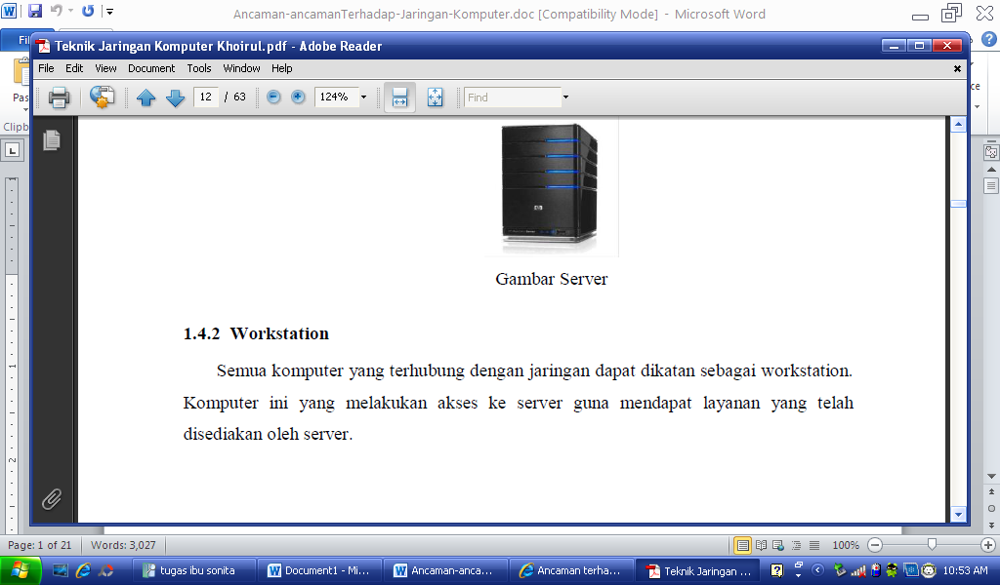 Ancaman-ancamanTerhadap-Jaringan-Komputer.doc [Compatibility Mode] - Microsoft Word
Teknik Jaringan Komputer Khoirul.pdf - Adobe Reader
File Edit View Document Tools Window Help
12 / 63 124% Find
Clipb
Gambar Server
1.4.2 Workstation
Semua komputer yang terhubung dengan jaringan dapat dikatan sebagai workstation.
Komputer ini yang melakukan akses ke server guna mendapat layanan yang telah
disediakan oleh server.
Page: 1 of 21 Words: 3,027 100%
tugas ibu sonita Document1 - Mi... Ancaman-anca... Ancaman terha... Teknik Jaringan ... 10:53 AM